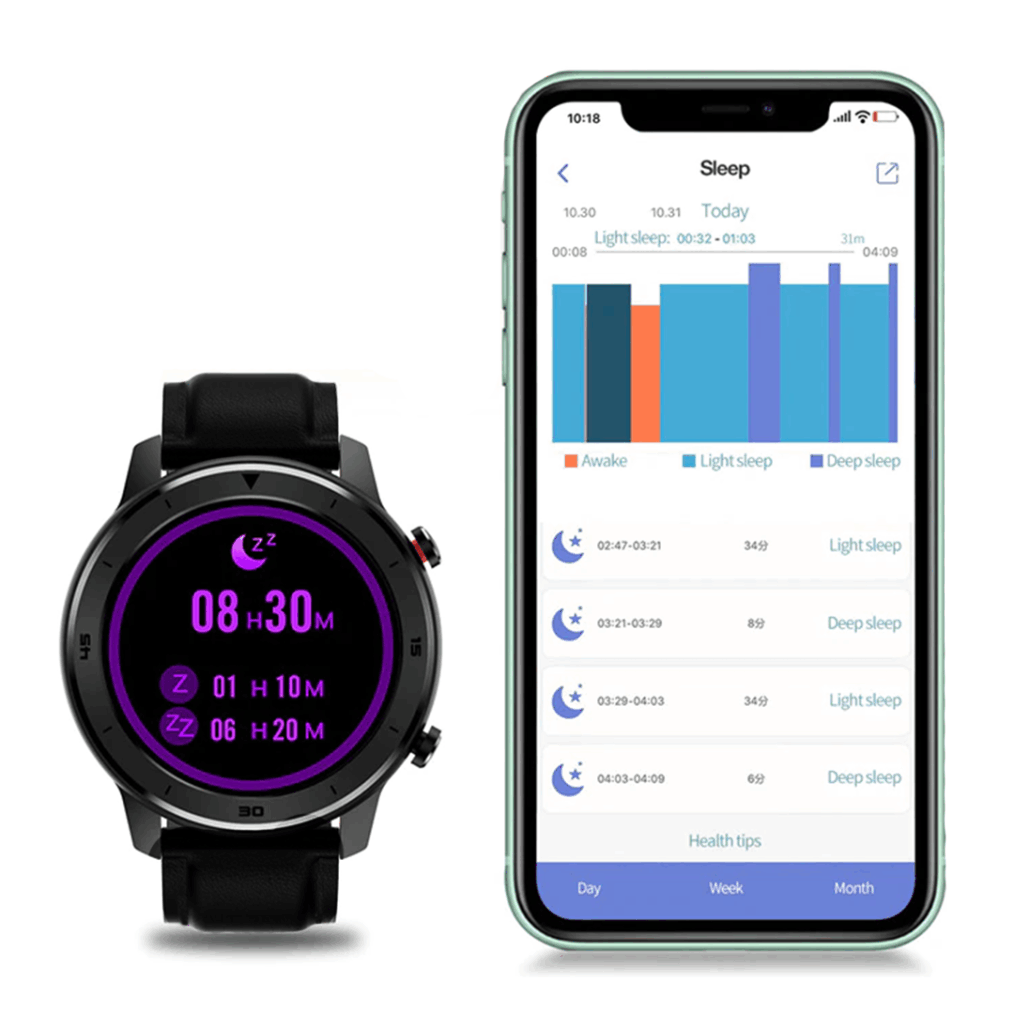 45
15
30
zZZ
08 H 30 M
Z 01 H 10 M
ZZ 06 H 20 M
10:18
Sleep
10.30 10.31 Today
Light sleep: 00:32 - 01:03 31m
00:08 04:09
Awake Light sleep Deep sleep
02:47-03:21 34分 Light sleep
03:21-03:29 8分 Deep sleep
03:29-04:03 34分 Light sleep
04:03-04:09 6分 Deep sleep
Health tips
Day Week Month